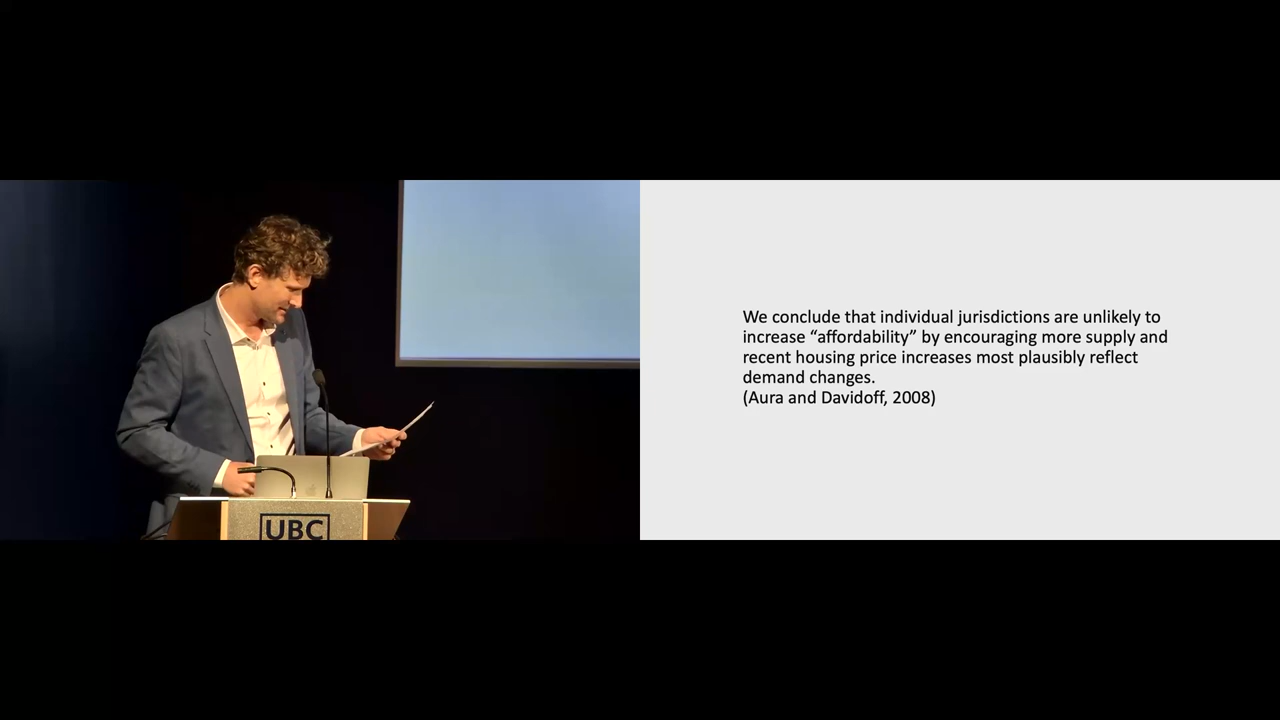 We conclude that individual jurisdictions are unlikely to
increase “affordability” by encouraging more supply and
recent housing price increases most plausibly reflect
demand changes.
(Aura and Davidoff, 2008)
UBC